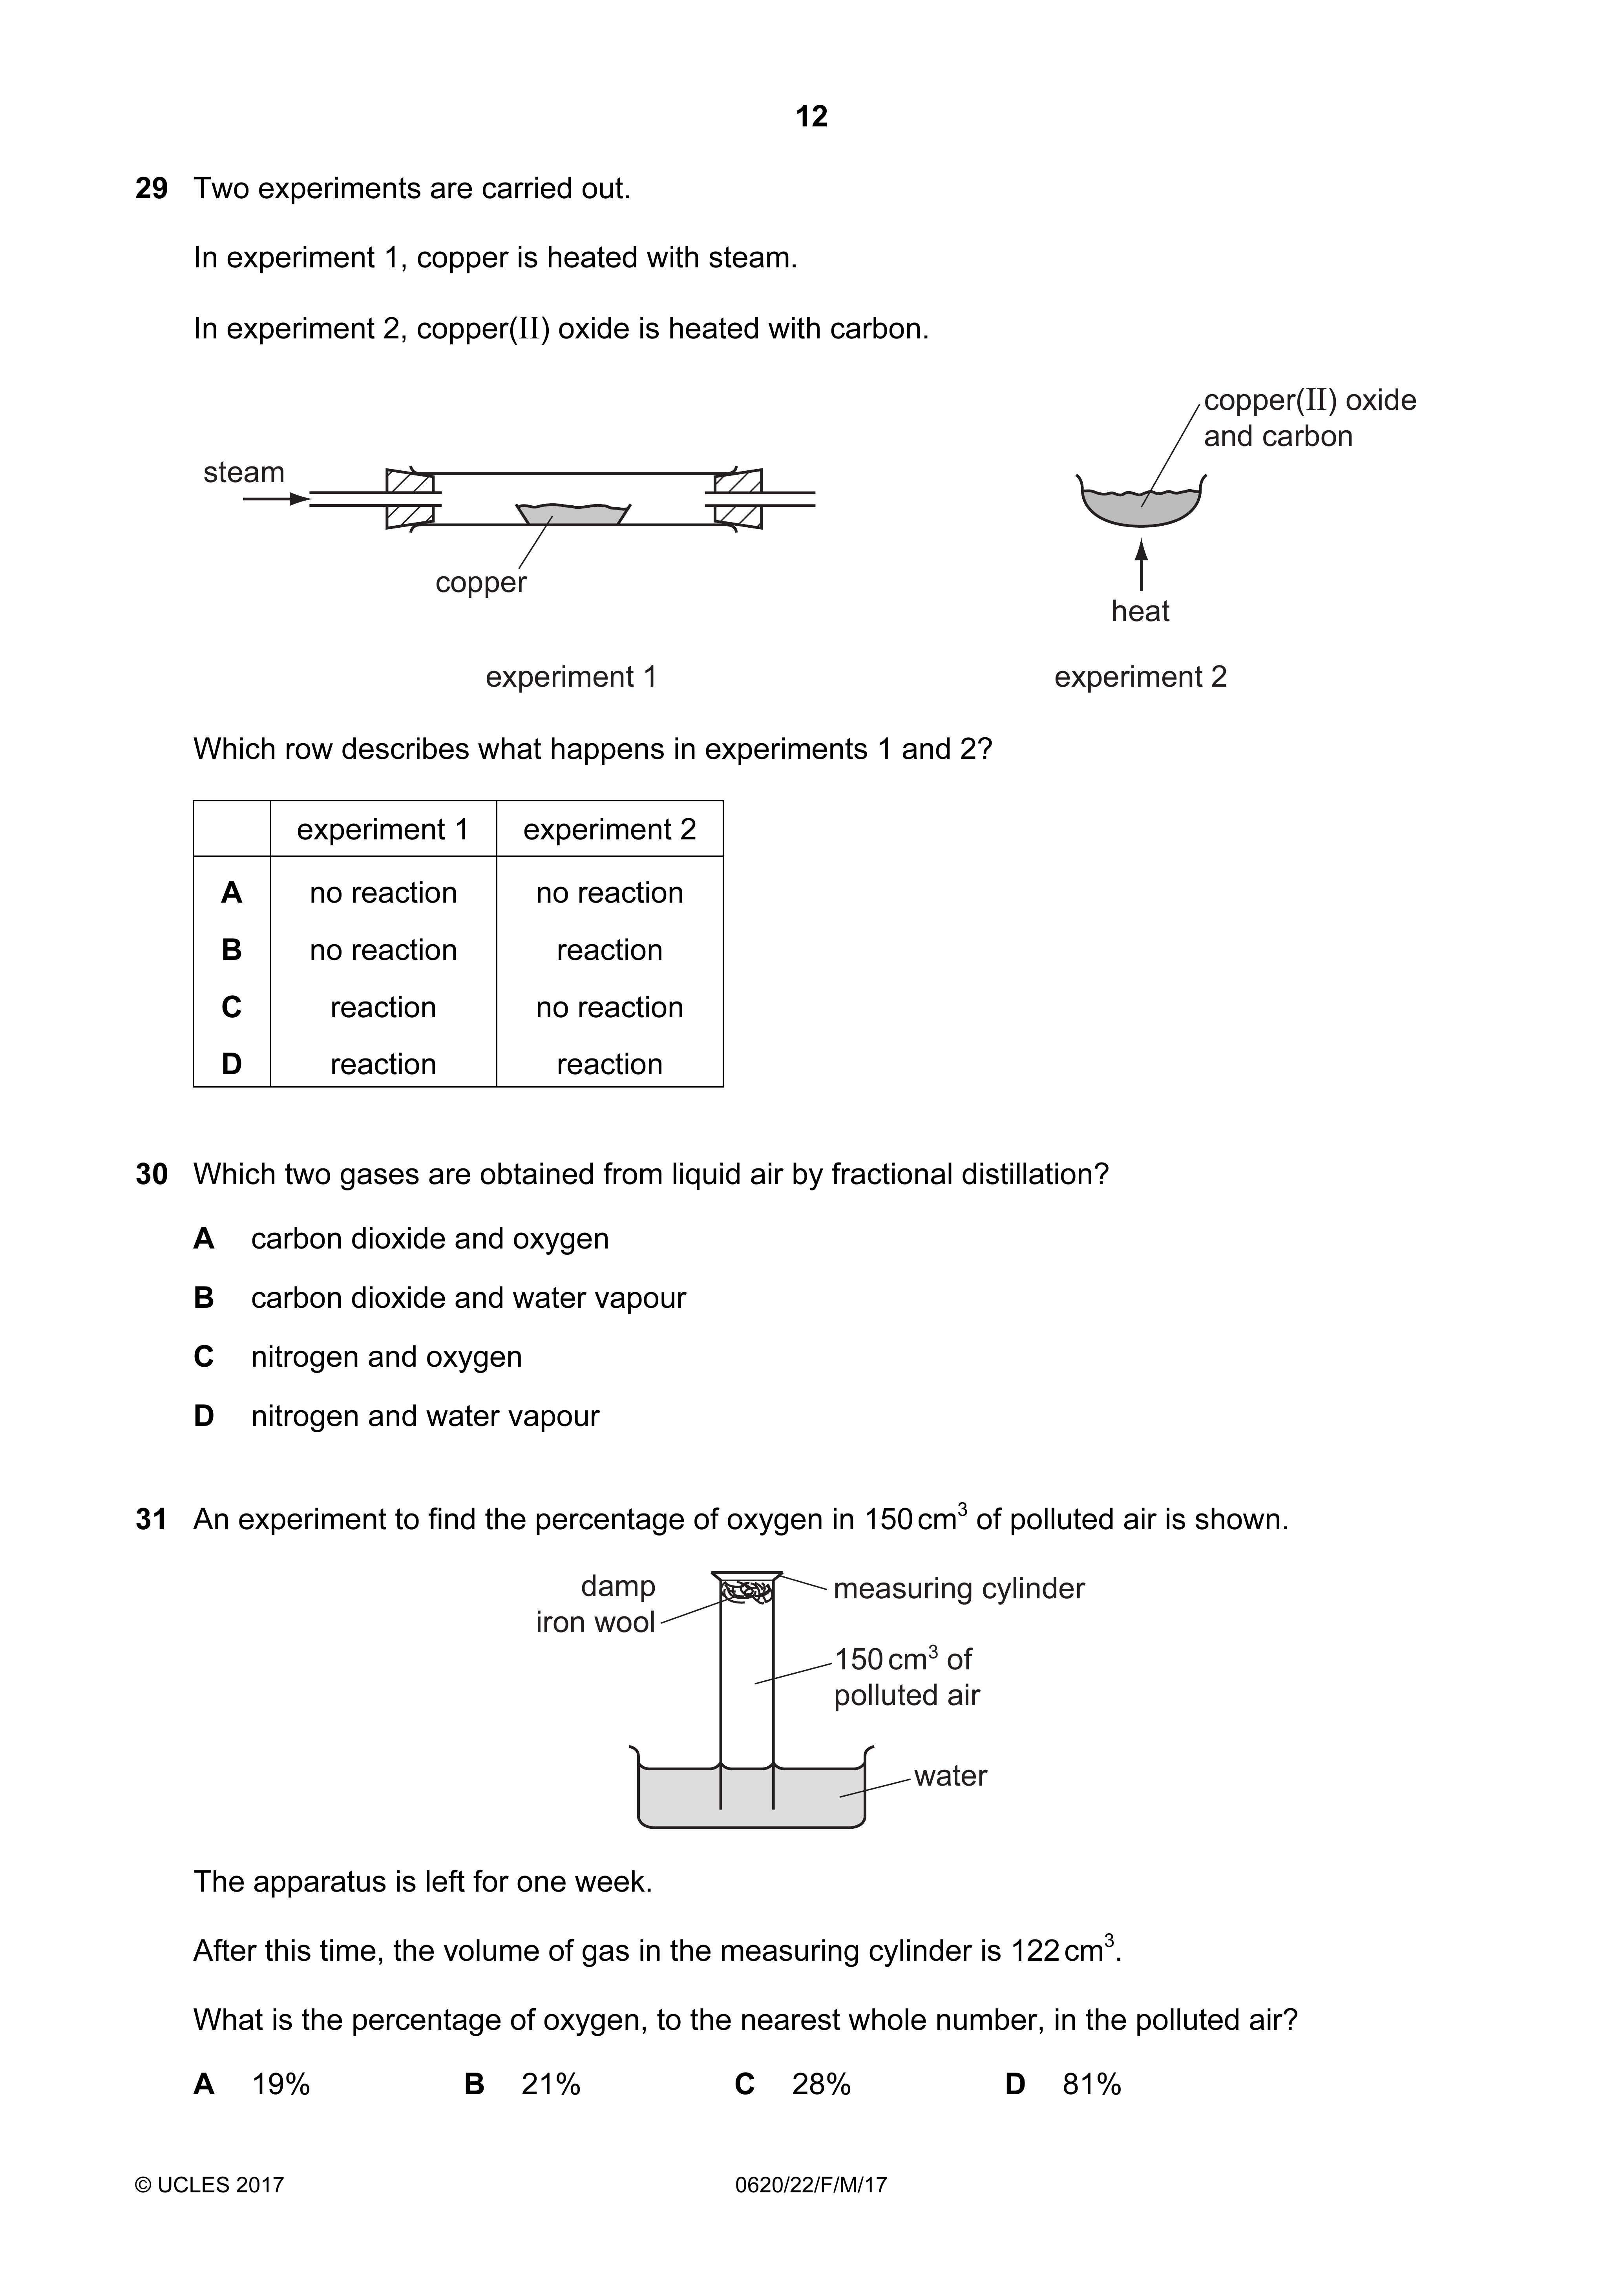 12
29 Two experiments are carried out.
In experiment 1, copper is heated with steam.
In experiment 2, copper(II) oxide is heated with carbon.
copper(II) oxide
and carbon
steam
copper
heat
experiment 1 experiment 2
Which row describes what happens in experiments 1 and 2?
experiment 1 experiment 2
A no reaction no reaction
B no reaction reaction
C reaction no reaction
D reaction reaction
30 Which two gases are obtained from liquid air by fractional distillation?
A carbon dioxide and oxygen
B carbon dioxide and water vapour
C nitrogen and oxygen
D nitrogen and water vapour
31 An experiment to find the percentage of oxygen in 150 cm³ of polluted air is shown.
damp
iron wool
measuring cylinder
150 cm³ of
polluted air
water
The apparatus is left for one week.
After this time, the volume of gas in the measuring cylinder is 122 cm³.
What is the percentage of oxygen, to the nearest whole number, in the polluted air?
A 19% B 21% C 28% D 81%
© UCLES 2017 0620/22/F/M/17